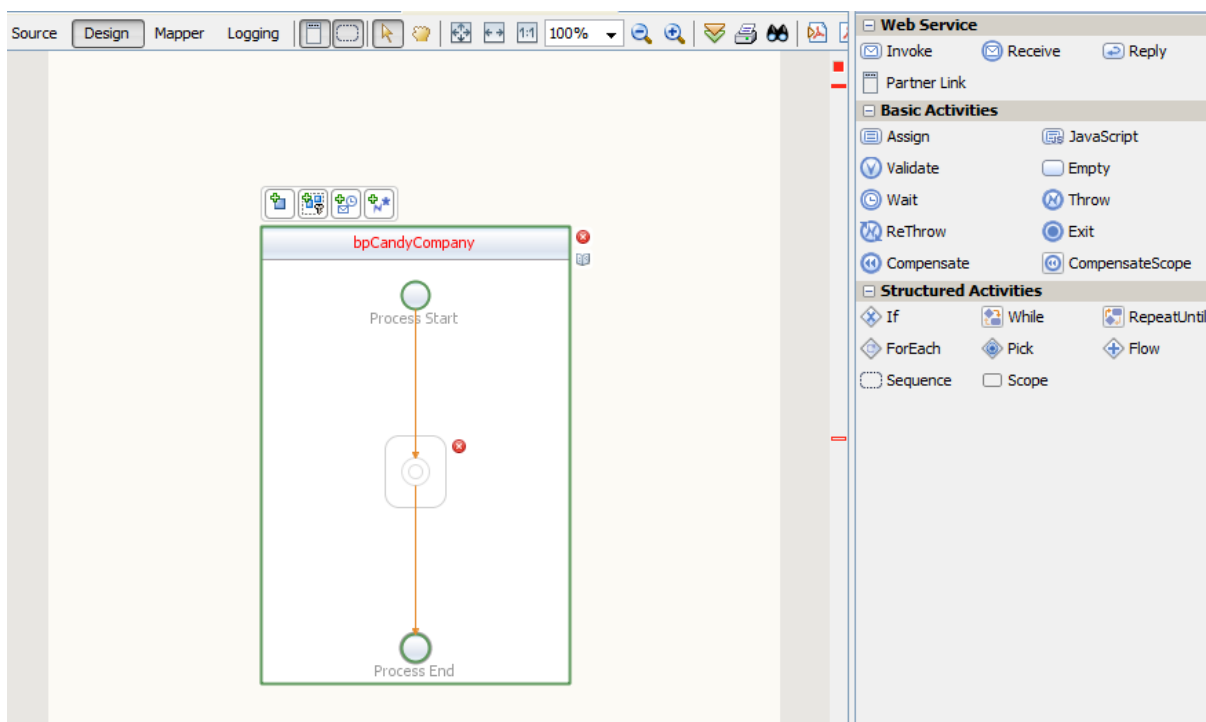 Source Design Mapper Logging 1:1 100%
bpCandyCompany
Process Start
Process End
Web Service
Invoke Receive Reply
Partner Link
Basic Activities
Assign JavaScript
Validate Empty
Wait Throw
ReThrow Exit
Compensate CompensateScope
Structured Activities
If While RepeatUntil
ForEach Pick Flow
Sequence Scope